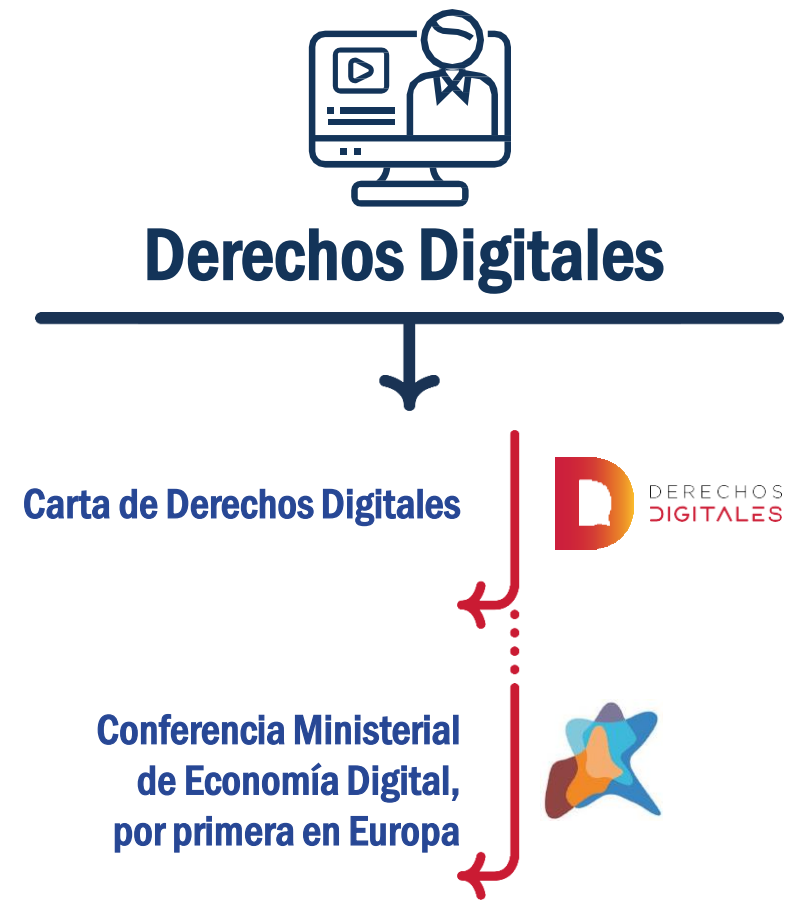 Derechos Digitales
Carta de Derechos Digitales
DERECHOS
DIGITALES
Conferencia Ministerial
de Economía Digital,
por primera en Europa